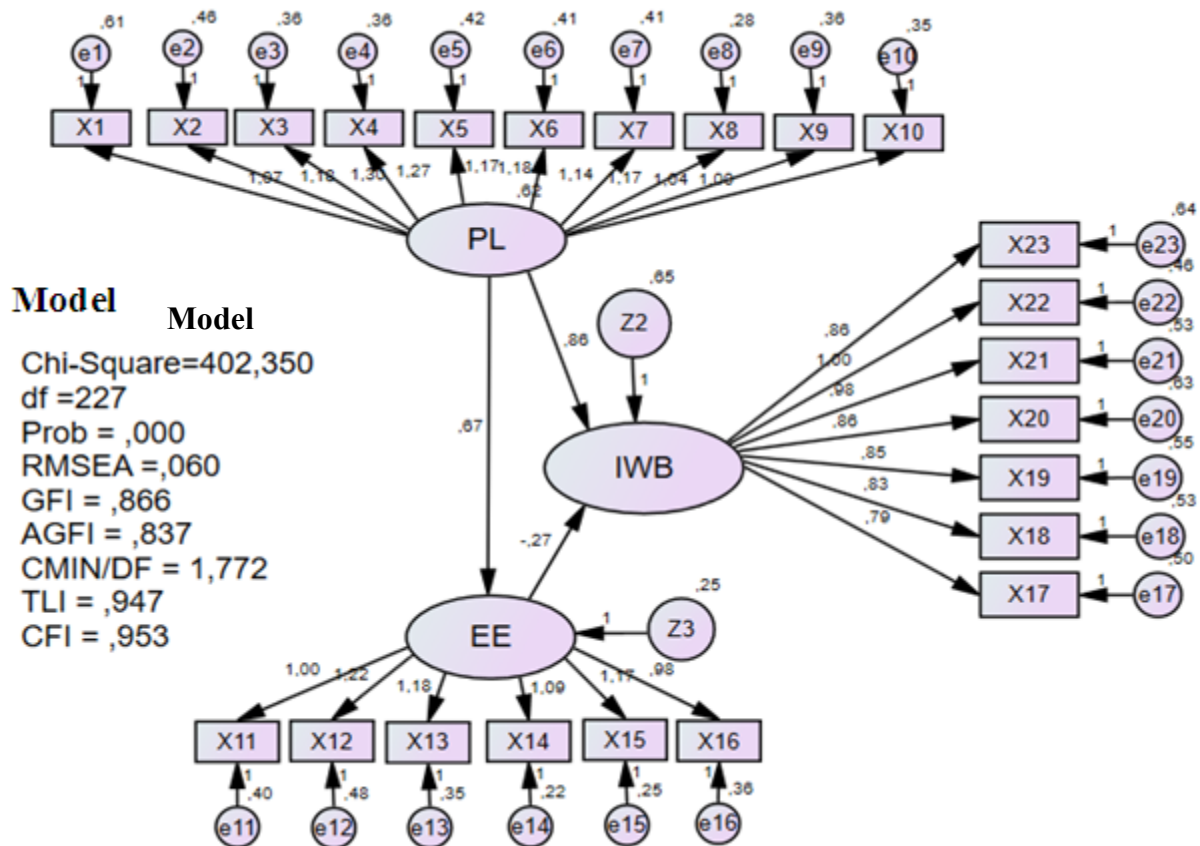 ,61 ,46 ,36 ,36 ,42 ,41 ,41 ,28 ,36 ,35
e1 e2 e3 e4 e5 e6 e7 e8 e9 e10
1 1 1 1 1 1 1 1 1 1
X1 X2 X3 X4 X5 X6 X7 X8 X9 X10
1,07 1,18 1,30 1,27 1,17 1,18 1,14 1,17 1,04 1,00
,62
PL
,64
X23 1 e23
,46
X22 1 e22
,53
X21 1 e21
,63
X20 1 e20
,55
X19 1 e19
,53
X18 1 e18
,50
X17 1 e17
,86
1,00
,98
,86
,85
,83
,79
,65
Z2
1
,86
,67
IWB
-,27
Model
Model
Chi-Square=402,350
df =227
Prob = ,000
RMSEA =,060
GFI = ,866
AGFI = ,837
CMIN/DF = 1,772
TLI = ,947
CFI = ,953
,25
EE 1 Z3
1,00 1,22 1,18 1,09 1,17 ,98
X11 X12 X13 X14 X15 X16
1 1 1 1 1 1
,40 ,48 ,35 ,22 ,25 ,36
e11 e12 e13 e14 e15 e16